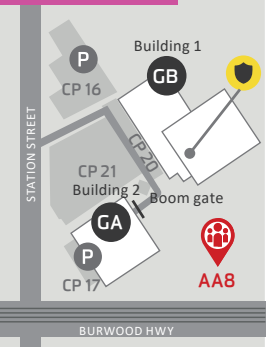 Building 1
P
GB
CP 16
STATION STREET
CP 20
CP 21
Building 2
Boom gate
GA
P
CP 17
AA8
BURWOOD HWY